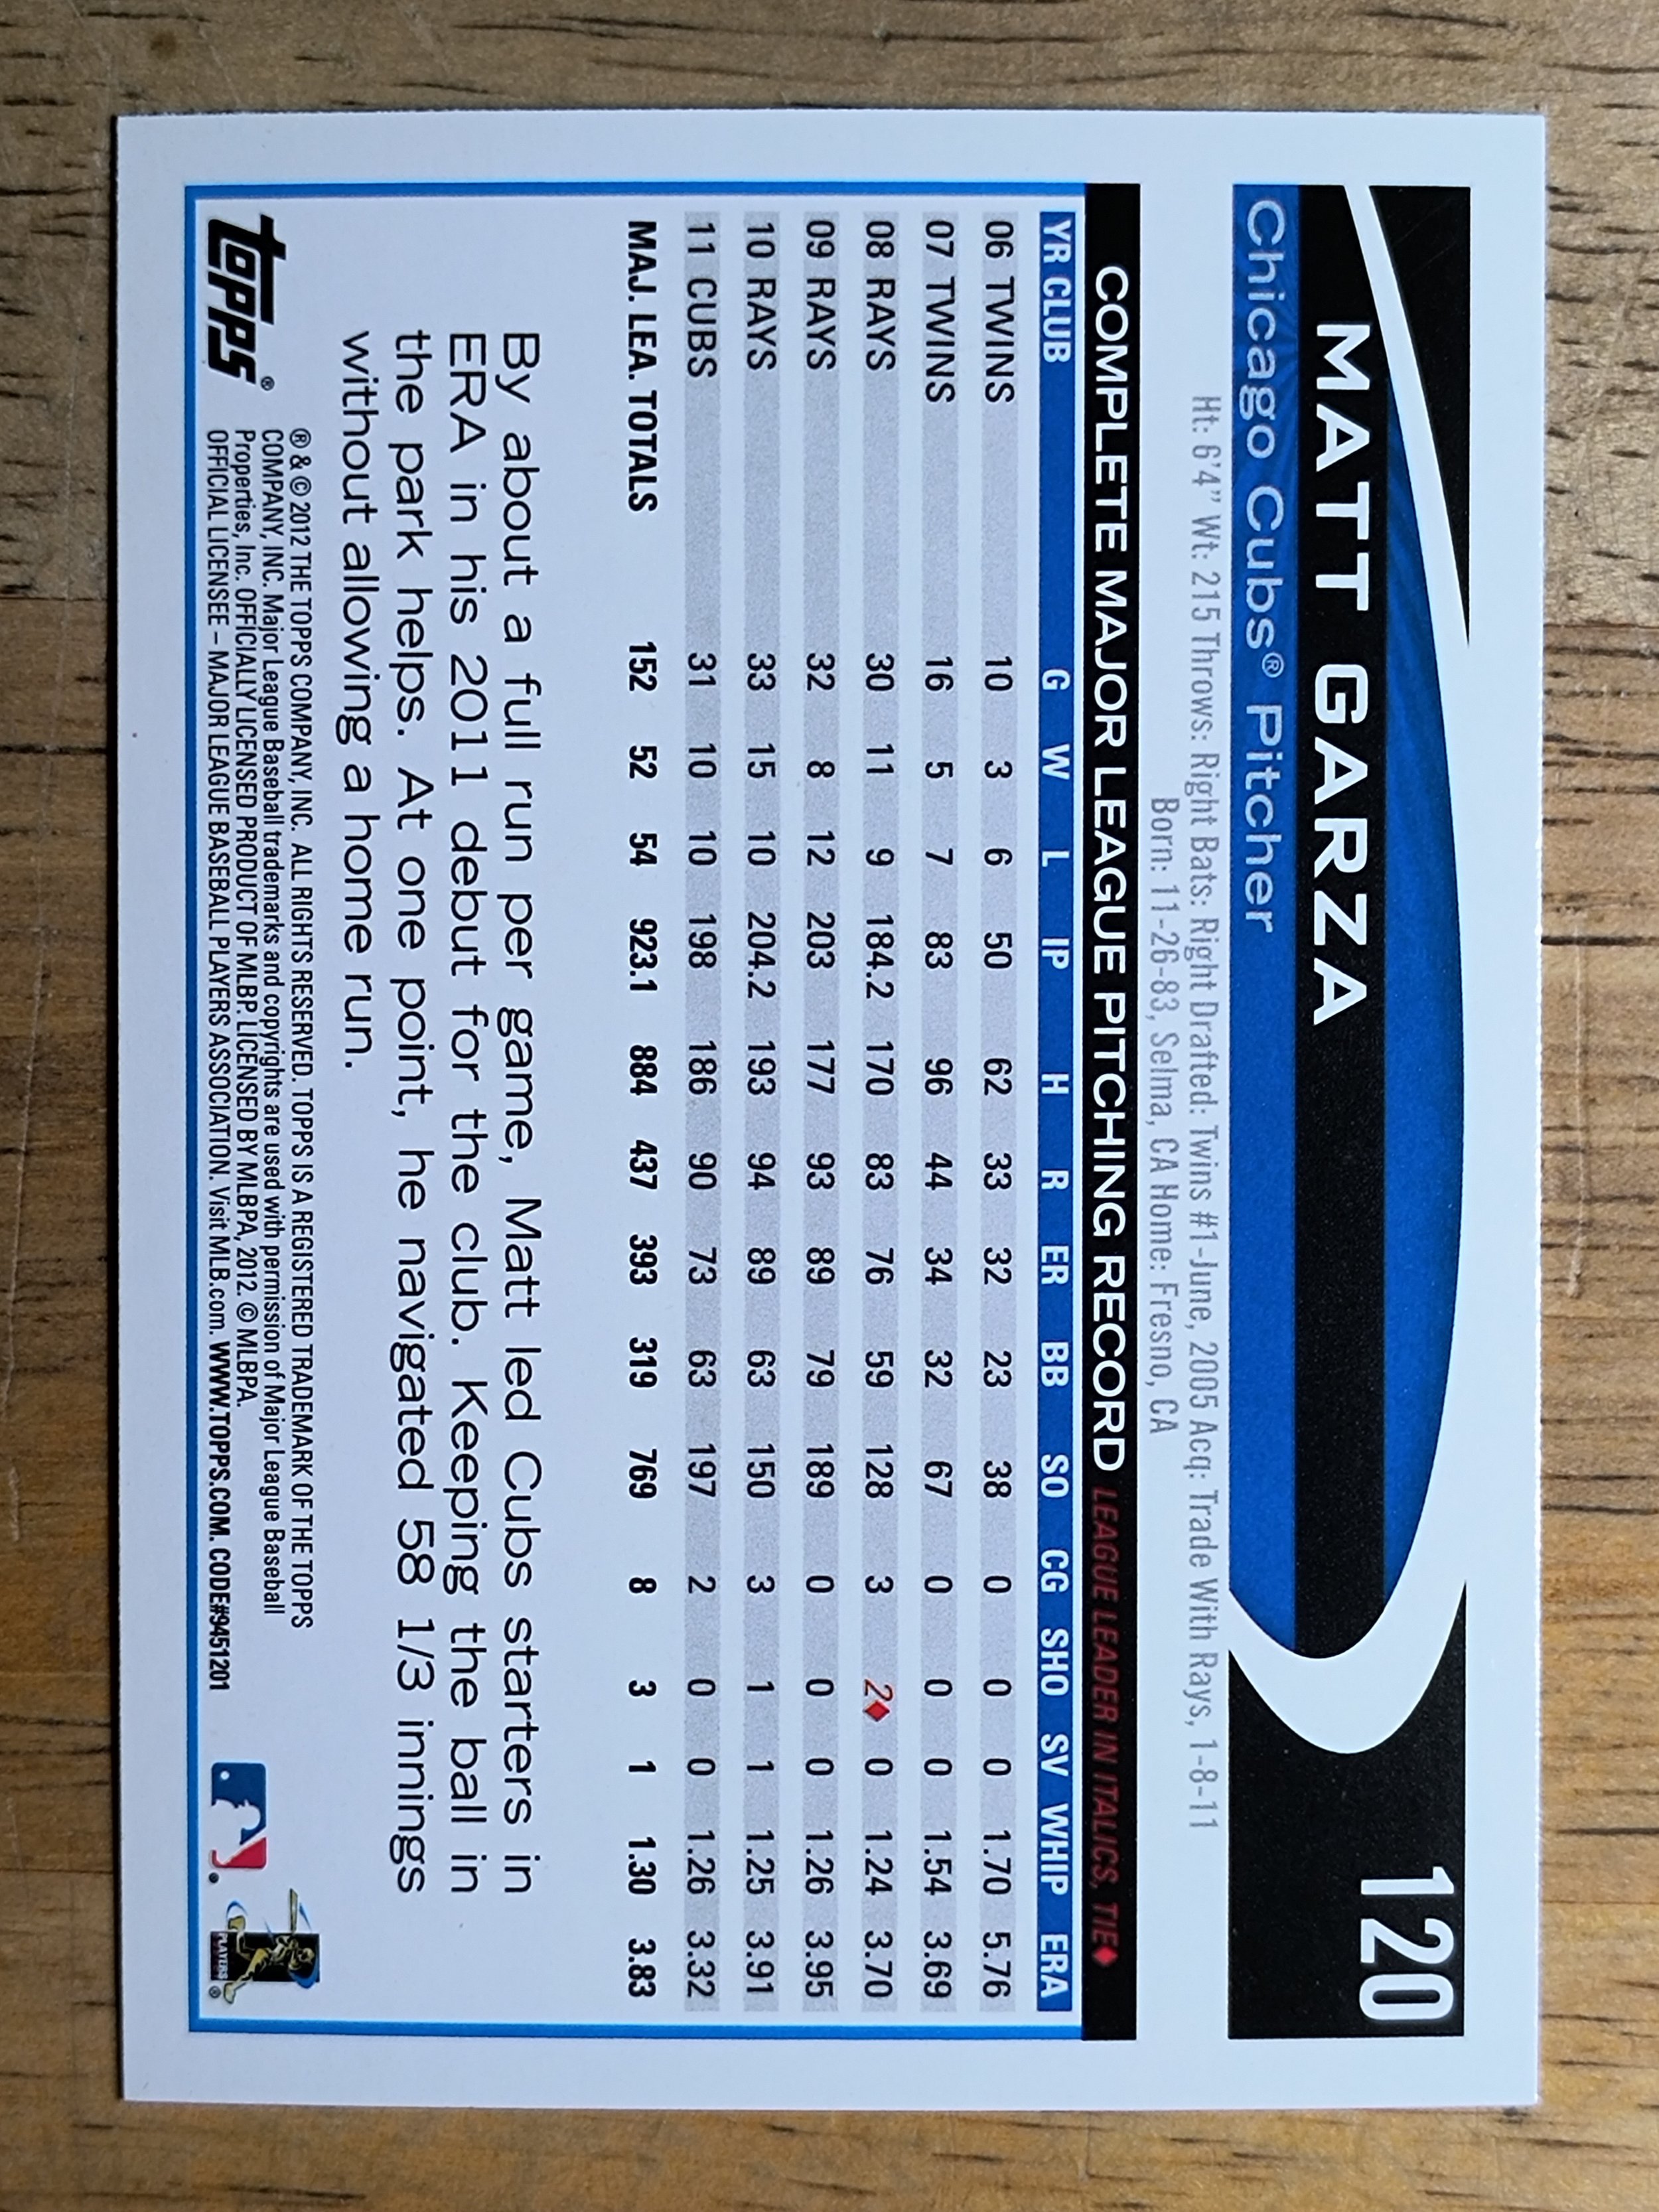 120
MATT GARZA
Chicago Cubs® Pitcher
Ht: 6'4" Wt: 215 Throws: Right Bats: Right Drafted: Twins #1-June, 2005 Acq: Trade With Rays, 1-8-11
Born: 11-26-83, Selma, CA Home: Fresno, CA
COMPLETE MAJOR LEAGUE PITCHING RECORD LEAGUE LEADER IN ITALICS, TIE♦
YR CLUB G W L IP H R ER BB SO CG SHO SV WHIP ERA
06 TWINS 10 3 6 50 62 33 32 23 38 0 0 0 1.70 5.76
07 TWINS 16 5 7 83 96 44 34 32 67 0 0 0 1.54 3.69
08 RAYS 30 11 9 184.2 170 83 76 59 128 3 2♦ 0 1.24 3.70
09 RAYS 32 8 12 203 177 93 89 79 189 0 0 0 1.26 3.95
10 RAYS 33 15 10 204.2 193 94 89 63 150 3 1 1 1.25 3.91
11 CUBS 31 10 10 198 186 90 73 63 197 2 0 0 1.26 3.32
MAJ. LEA. TOTALS 152 52 54 923.1 884 437 393 319 769 8 3 1 1.30 3.83
By about a full run per game, Matt led Cubs starters in
ERA in his 2011 debut for the club. Keeping the ball in
the park helps. At one point, he navigated 58 1/3 innings
without allowing a home run.
topps®
® & © 2012 THE TOPPS COMPANY, INC. ALL RIGHTS RESERVED. TOPPS IS A REGISTERED TRADEMARK OF THE TOPPS
COMPANY, INC. Major League Baseball trademarks and copyrights are used with permission of Major League Baseball
Properties, Inc. OFFICIALLY LICENSED PRODUCT OF MLBP. LICENSED BY MLBPA, 2012. © MLBPA.
OFFICIAL LICENSEE – MAJOR LEAGUE BASEBALL PLAYERS ASSOCIATION. Visit MLB.com. WWW.TOPPS.COM. CODE#9451201
PLAYERS